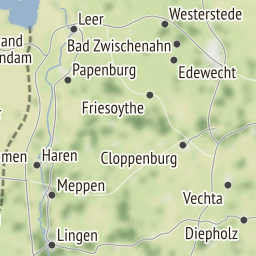 Westerstede
Leer
Bad Zwischenahn
Edewecht
Papenburg
Friesoythe
Cloppenburg
Haren
Meppen
Vechta
Diepholz
Lingen